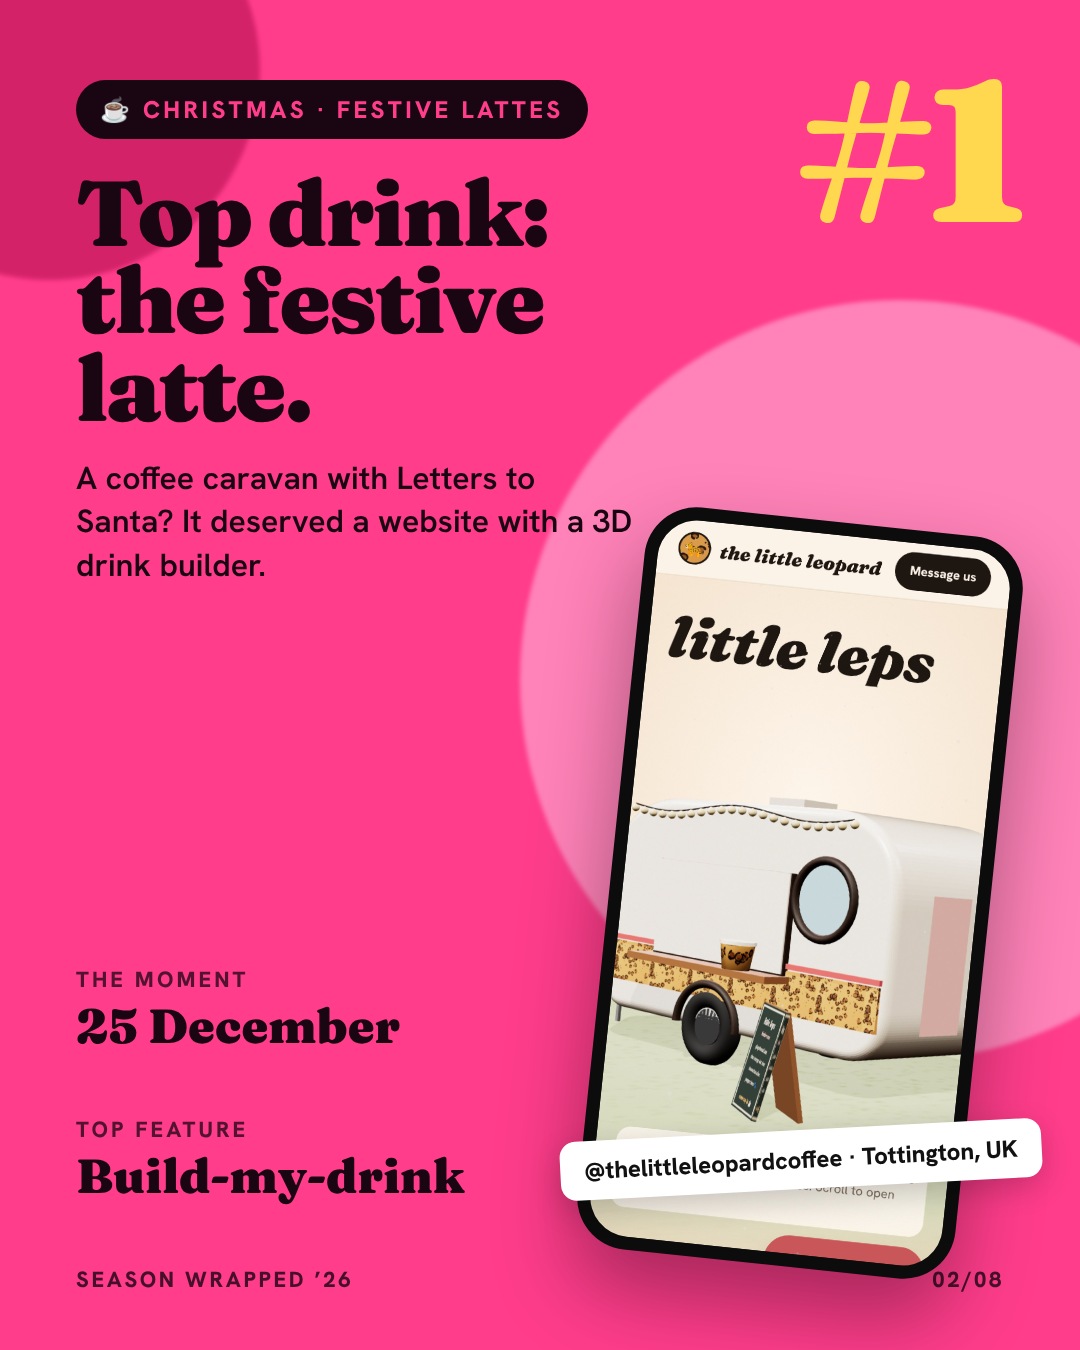 ☕ CHRISTMAS · FESTIVE LATTES
#1
Top drink:
the festive
latte.
A coffee caravan with Letters to
Santa? It deserved a website with a 3D
drink builder.
the little leopard
Message us
little leps
THE MOMENT
25 December
TOP FEATURE
Build-my-drink
@thelittleleopardcoffee · Tottington, UK
scroll to open
SEASON WRAPPED ’26
02/08